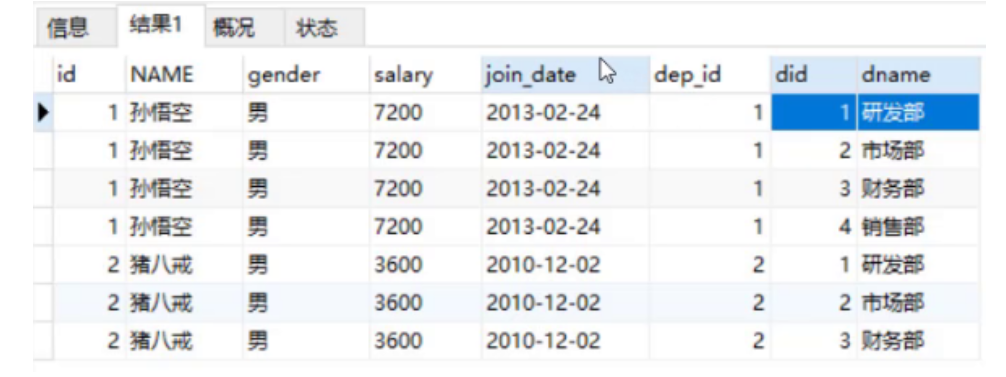 信息 结果1 概况 状态
id NAME gender salary join_date dep_id did dname
1 孙悟空 男 7200 2013-02-24 1 1 研发部
1 孙悟空 男 7200 2013-02-24 1 2 市场部
1 孙悟空 男 7200 2013-02-24 1 3 财务部
1 孙悟空 男 7200 2013-02-24 1 4 销售部
2 猪八戒 男 3600 2010-12-02 2 1 研发部
2 猪八戒 男 3600 2010-12-02 2 2 市场部
2 猪八戒 男 3600 2010-12-02 2 3 财务部